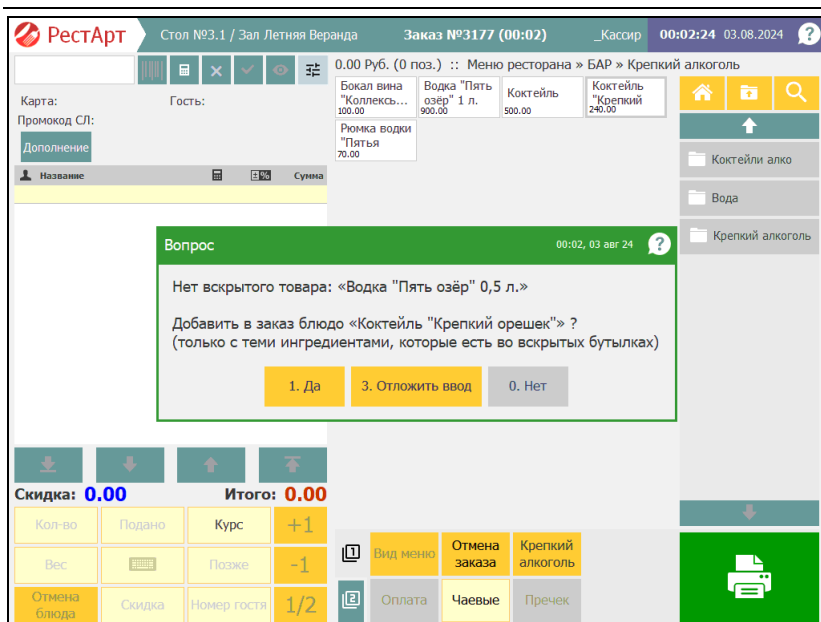 РестАрт
Стол №3.1 / Зал Летняя Веранда
Заказ №3177 (00:02)
_Кассир
00:02:24 03.08.2024
?
0.00 Руб. (0 поз.) :: Меню ресторана » БАР » Крепкий алкоголь
Карта:
Гость:
Промокод СЛ:
Дополнение
Название
±%
Сумма
Бокал вина
"Коллексь...
100.00
Водка "Пять
озёр" 1 л.
900.00
Коктейль
500.00
Коктейль
"Крепкий
240.00
Рюмка водки
"Пятья
70.00
Коктейли алко
Вода
Крепкий алкоголь
Вопрос
00:02, 03 авг 24
?
Нет вскрытого товара: «Водка "Пять озёр" 0,5 л.»
Добавить в заказ блюдо «Коктейль "Крепкий орешек"» ?
(только с теми ингредиентами, которые есть во вскрытых бутылках)
1. Да
3. Отложить ввод
0. Нет
Скидка: 0.00
Итого: 0.00
Кол-во
Подано
Курс
+1
Вес
Позже
-1
Отмена
блюда
Скидка
Номер гостя
1/2
1
Вид меню
Отмена
заказа
Крепкий
алкоголь
2
Оплата
Чаевые
Пречек